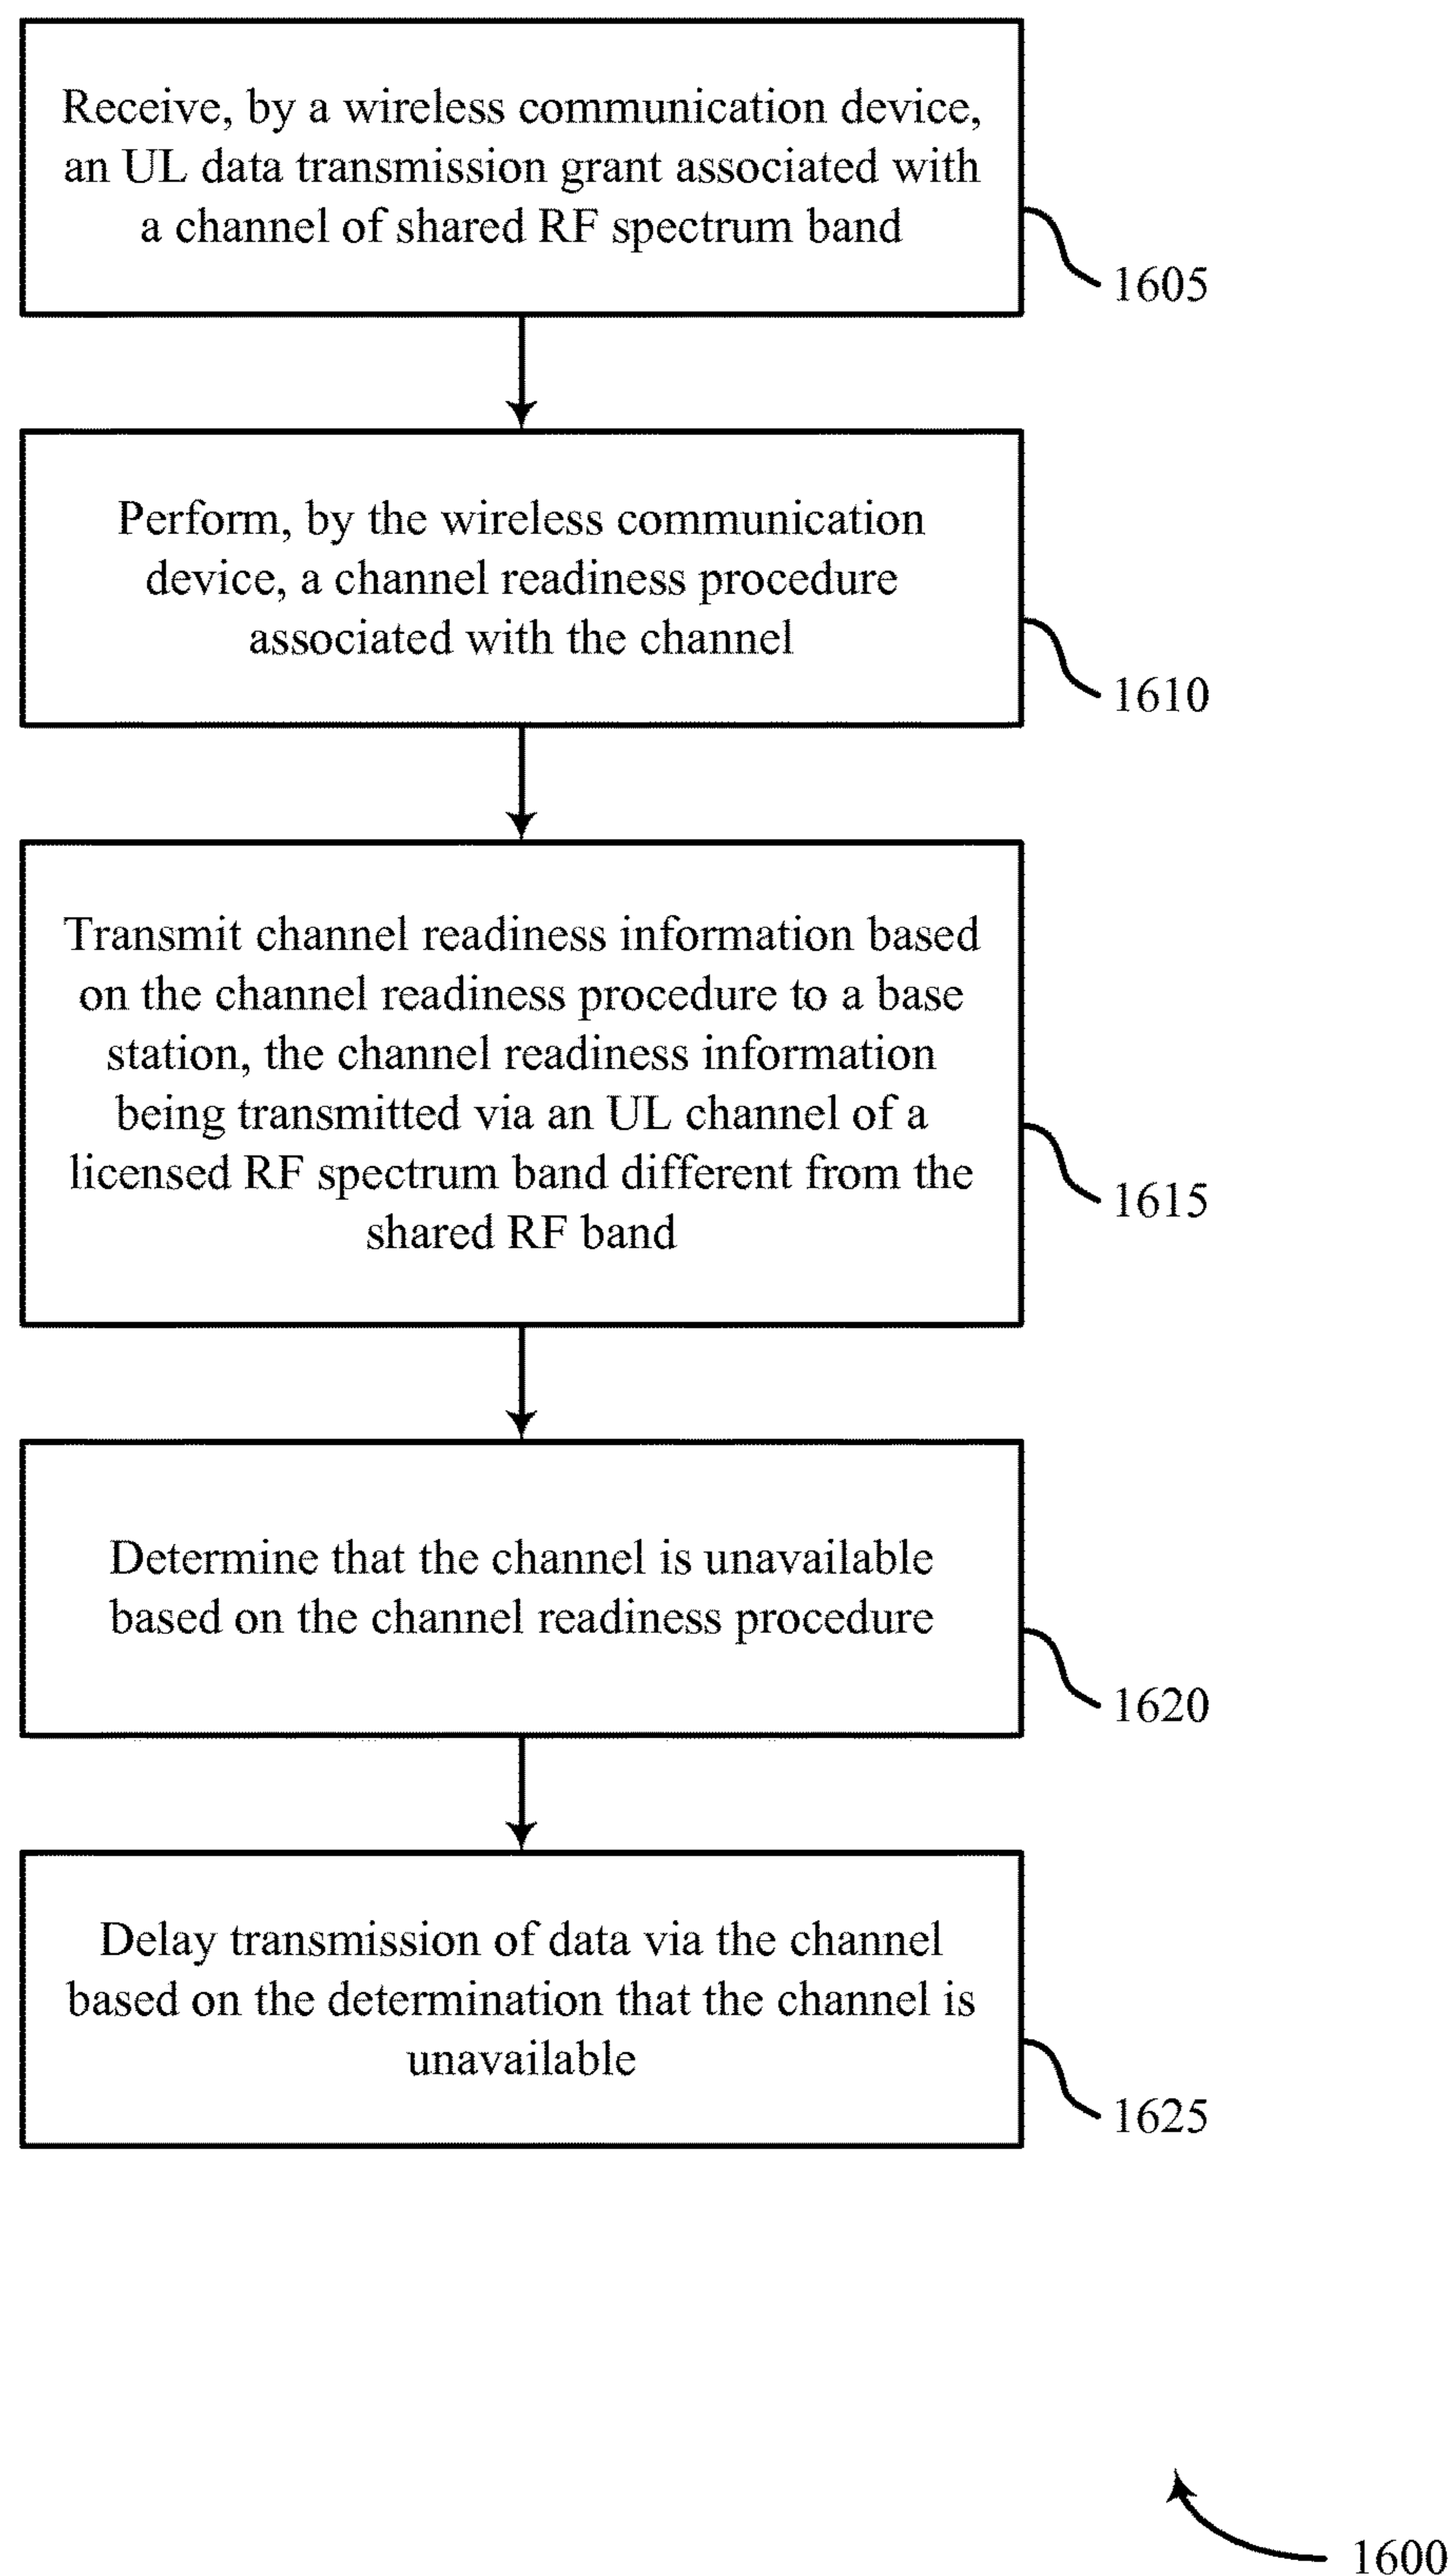 Receive, by a wireless communication device,
an UL data transmission grant associated with
a channel of shared RF spectrum band
1605
Perform, by the wireless communication
device, a channel readiness procedure
associated with the channel
1610
Transmit channel readiness information based
on the channel readiness procedure to a base
station, the channel readiness information
being transmitted via an UL channel of a
licensed RF spectrum band different from the
shared RF band
1615
Determine that the channel is unavailable
based on the channel readiness procedure
1620
Delay transmission of data via the channel
based on the determination that the channel is
unavailable
1625
1600